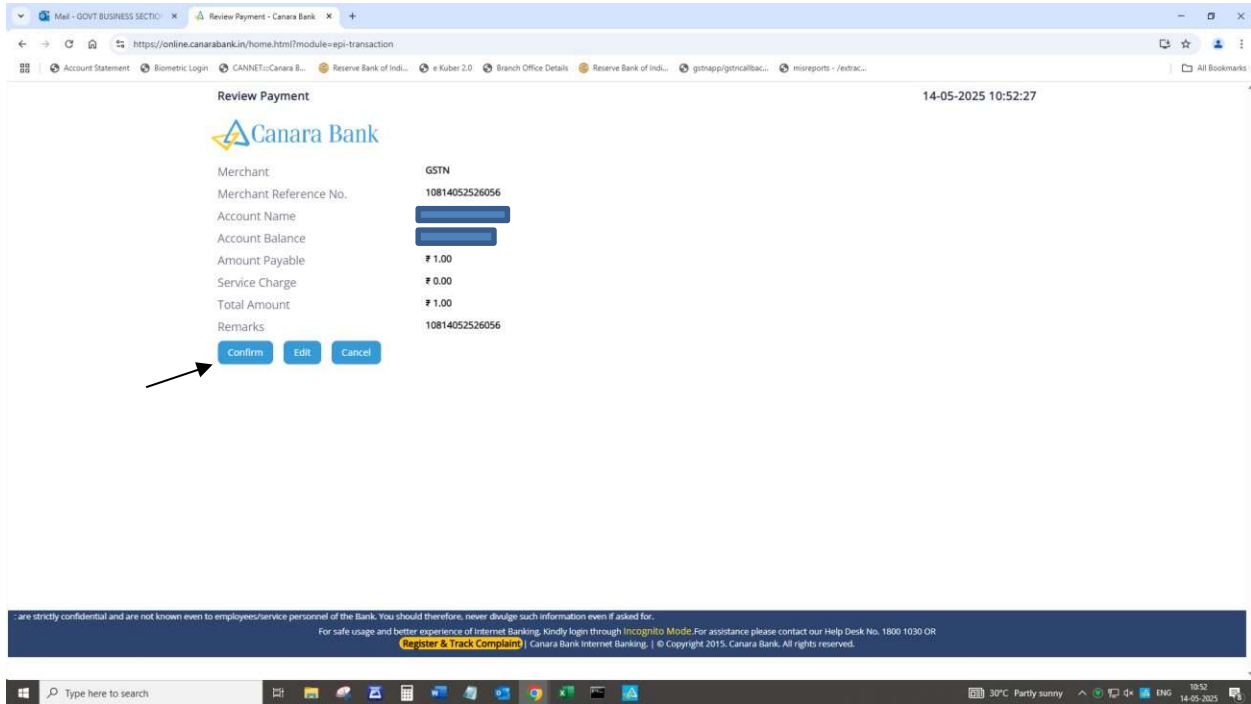 Mail - GOVT BUSINESS SECTIO
Review Payment - Canara Bank
https://online.canarabank.in/home.html?module=epi-transaction
Account Statement Biometric Login CANNET:::Canara B... Reserve Bank of Indi... e Kuber 2.0 Branch Office Details Reserve Bank of Indi... gstnapp/gstncallbac... misreports - /extrac... All Bookmarks
Review Payment 14-05-2025 10:52:27
Canara Bank
Merchant GSTN
Merchant Reference No. 10814052526056
Account Name
Account Balance
Amount Payable ₹ 1.00
Service Charge ₹ 0.00
Total Amount ₹ 1.00
Remarks 10814052526056
Confirm Edit Cancel
: are strictly confidential and are not known even to employees/service personnel of the Bank. You should therefore, never divulge such information even if asked for.
For safe usage and better experience of Internet Banking, Kindly login through Incognito Mode.For assistance please contact our Help Desk No. 1800 1030 OR
Register & Track Complaint | Canara Bank Internet Banking. | © Copyright 2015. Canara Bank. All rights reserved.
Type here to search 30°C Partly sunny ENG 10:52
14-05-2025